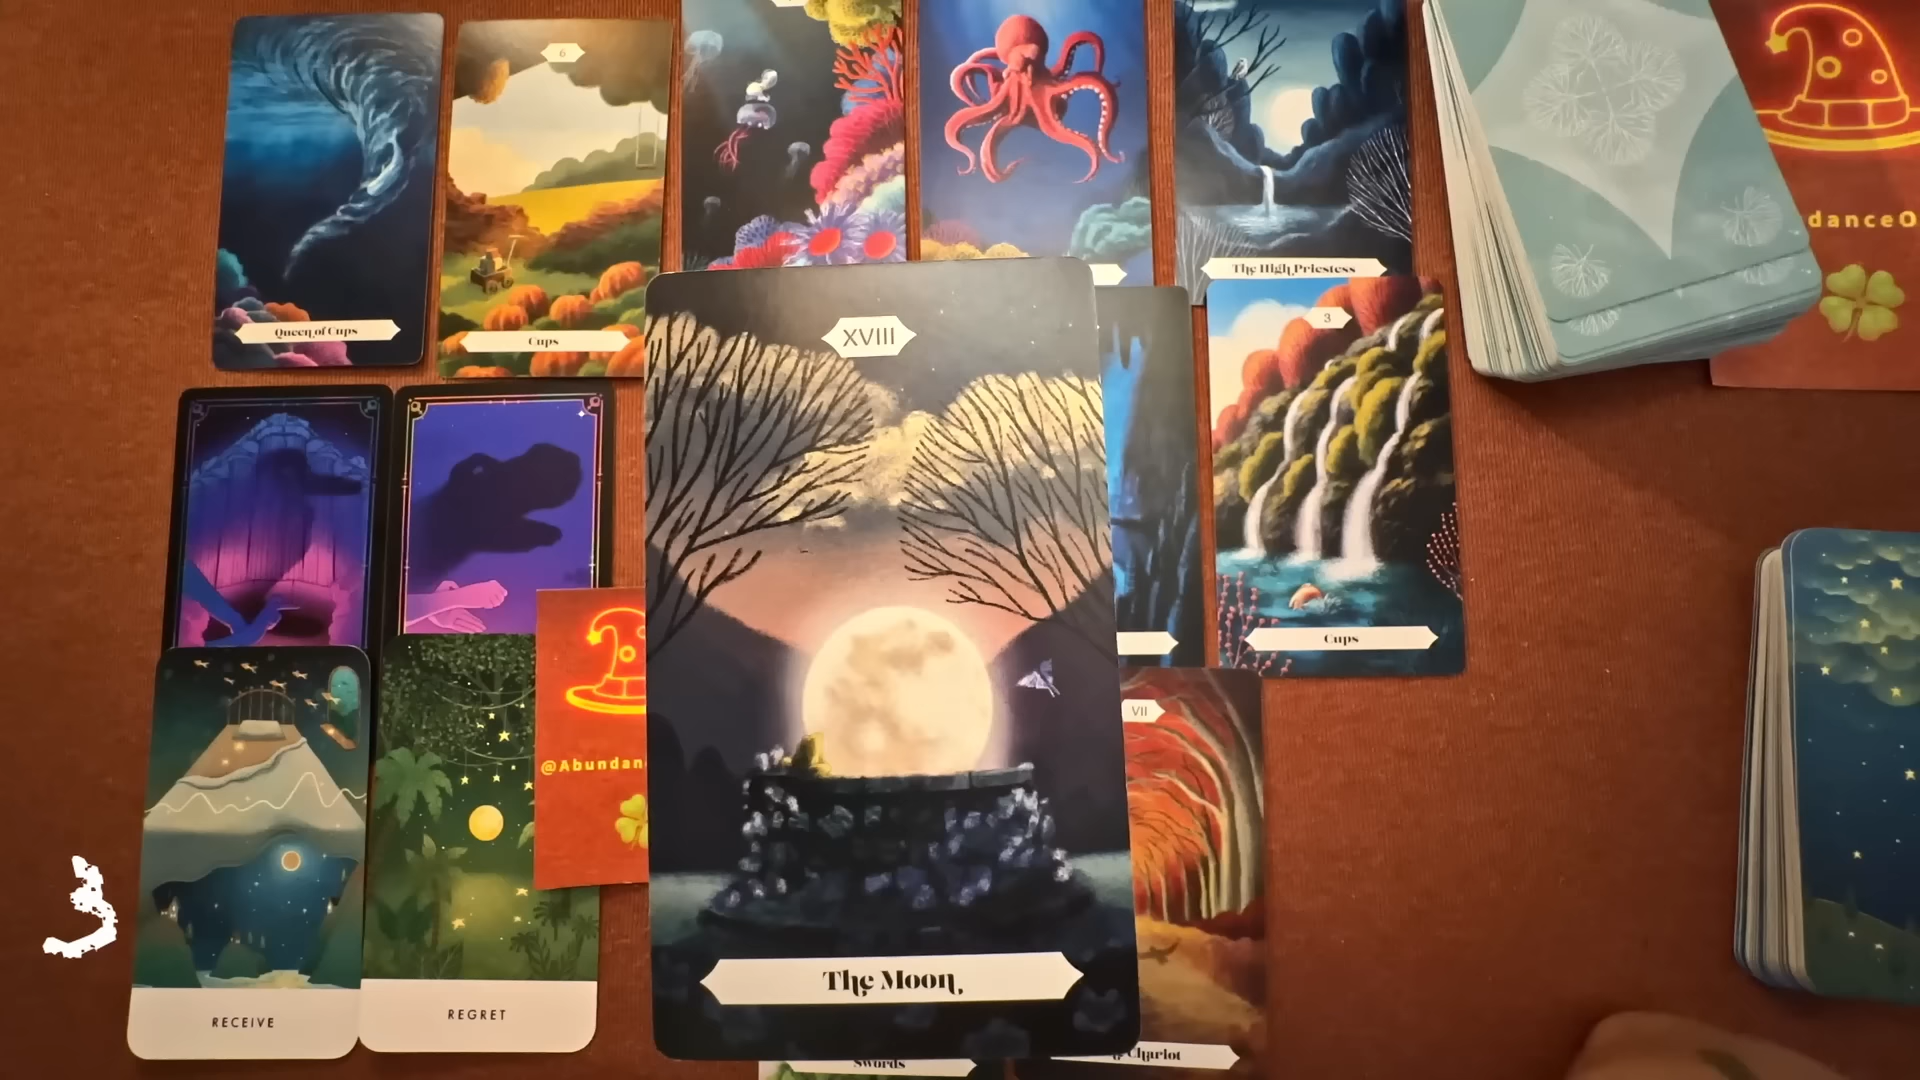 6
Queen of Cups
Cups
The High Priestess
danceO
XVIII
3
Cups
VII
@Abundan
3
The Moon
RECEIVE
REGRET
Chariot
Swords